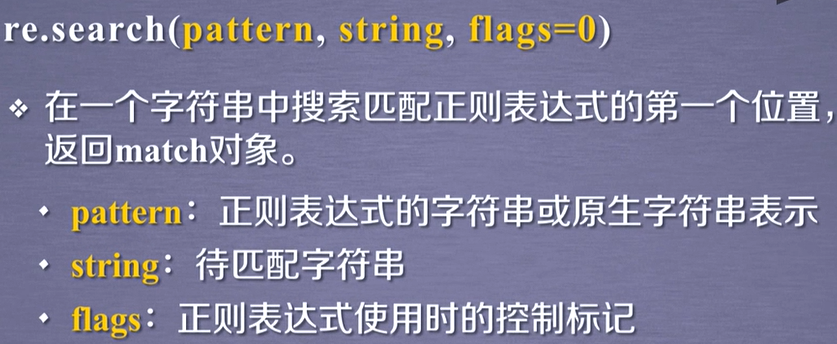 re.search(pattern, string, flags=0)
❖ 在一个字符串中搜索匹配正则表达式的第一个位置，
返回match对象。
· pattern：正则表达式的字符串或原生字符串表示
· string：待匹配字符串
· flags：正则表达式使用时的控制标记